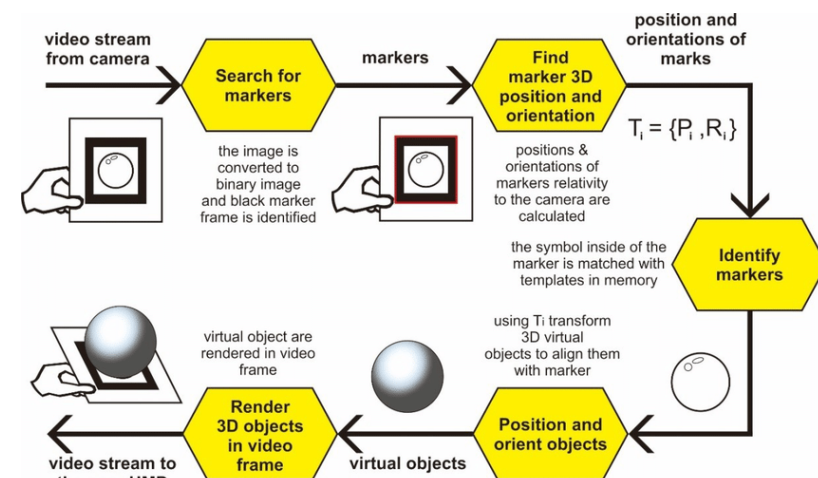 video stream
from camera
Search for
markers
markers
Find
marker 3D
position and
orientation
position and
orientations of
marks
Ti = {Pi ,Ri}
the image is
converted to
binary image
and black marker
frame is identified
positions &
orientations of
markers relativity
to the camera are
calculated
the symbol inside of the
marker is matched with
templates in memory
Identify
markers
virtual object are
rendered in video
frame
using Ti transform
3D virtual
objects to align them
with marker
Render
3D objects
in video
frame
Position and
orient objects
virtual objects
video stream to